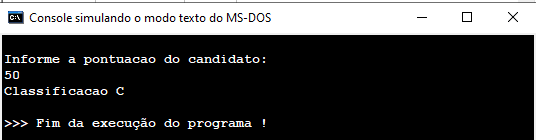 C:\ Console simulando o modo texto do MS-DOS
Informe a pontuacao do candidato:
50
Classificacao C
>>> Fim da execução do programa !